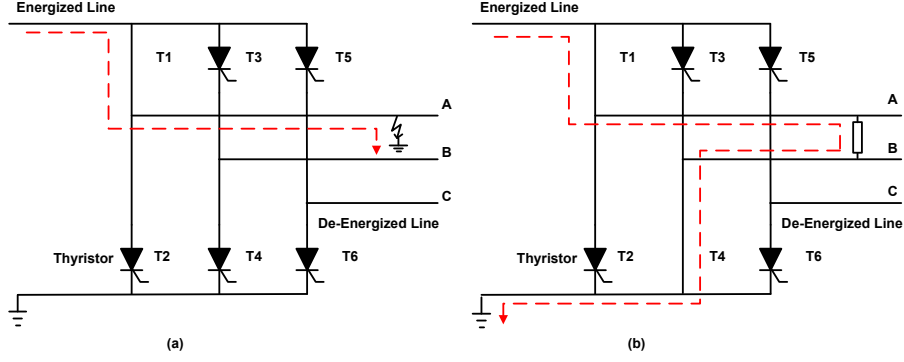 Energized Line
T1
T3
T5
A
B
C
De-Energized Line
Thyristor
T2
T4
T6
(a)
Energized Line
T1
T3
T5
A
B
C
De-Energized Line
Thyristor
T2
T4
T6
(b)